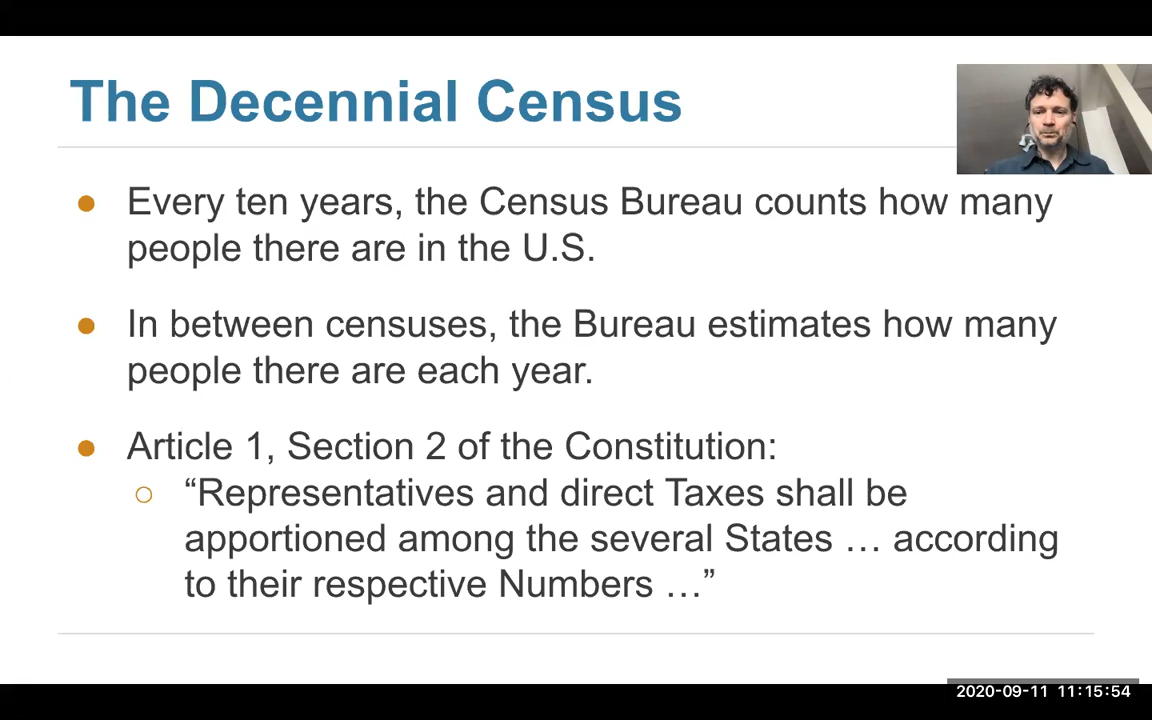 The Decennial Census
● Every ten years, the Census Bureau counts how many
people there are in the U.S.
● In between censuses, the Bureau estimates how many
people there are each year.
● Article 1, Section 2 of the Constitution:
○ “Representatives and direct Taxes shall be
apportioned among the several States … according
to their respective Numbers …”
2020-09-11 11:15:54